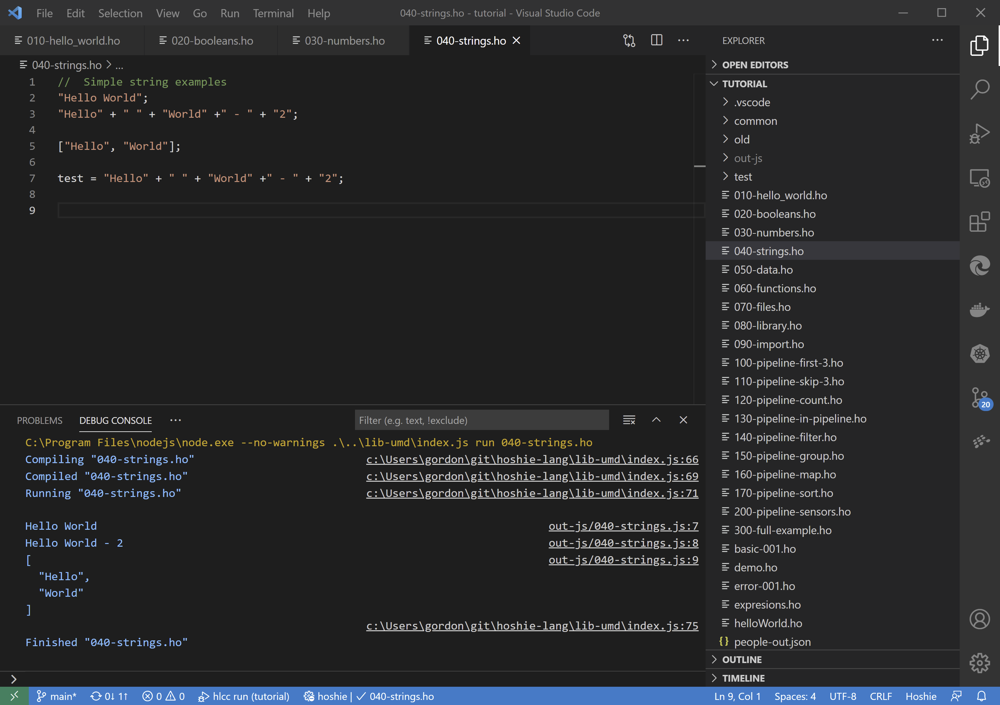 File Edit Selection View Go Run Terminal Help 040-strings.ho - tutorial - Visual Studio Code
010-hello_world.ho 020-booleans.ho 030-numbers.ho 040-strings.ho
040-strings.ho > ...
1 //  Simple string examples
2 "Hello World";
3 "Hello" + " " + "World" +" - " + "2";
4
5 ["Hello", "World"];
6
7 test = "Hello" + " " + "World" +" - " + "2";
8
9
PROBLEMS DEBUG CONSOLE ... Filter (e.g. text, !exclude)
C:\Program Files\nodejs\node.exe --no-warnings .\..\lib-umd\index.js run 040-strings.ho
Compiling "040-strings.ho" c:\Users\gordon\git\hoshie-lang\lib-umd\index.js:66
Compiled "040-strings.ho" c:\Users\gordon\git\hoshie-lang\lib-umd\index.js:69
Running "040-strings.ho" c:\Users\gordon\git\hoshie-lang\lib-umd\index.js:71
Hello World out-js/040-strings.js:7
Hello World - 2 out-js/040-strings.js:8
[ out-js/040-strings.js:9
"Hello",
"World"
]
c:\Users\gordon\git\hoshie-lang\lib-umd\index.js:75
Finished "040-strings.ho"
EXPLORER
OPEN EDITORS
TUTORIAL
.vscode
common
old
out-js
test
010-hello_world.ho
020-booleans.ho
030-numbers.ho
040-strings.ho
050-data.ho
060-functions.ho
070-files.ho
080-library.ho
090-import.ho
100-pipeline-first-3.ho
110-pipeline-skip-3.ho
120-pipeline-count.ho
130-pipeline-in-pipeline.ho
140-pipeline-filter.ho
150-pipeline-group.ho
160-pipeline-map.ho
170-pipeline-sort.ho
200-pipeline-sensors.ho
300-full-example.ho
basic-001.ho
demo.ho
error-001.ho
expresions.ho
helloWorld.ho
{} people-out.json
OUTLINE
TIMELINE
20
main* 0↓ 1↑ 0 0 hlcc run (tutorial) hoshie | ✓ 040-strings.ho Ln 9, Col 1 Spaces: 4 UTF-8 CRLF Hoshie